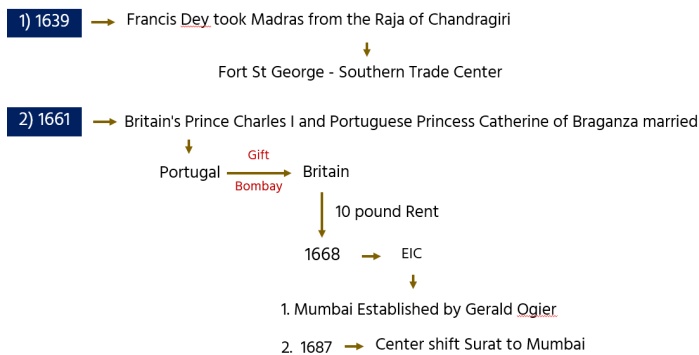 1) 1639 Francis Dey took Madras from the Raja of Chandragiri
Fort St George - Southern Trade Center
2) 1661 Britain's Prince Charles I and Portuguese Princess Catherine of Braganza married
Gift
Portugal Britain
Bombay
10 pound Rent
1668 EIC
1. Mumbai Established by Gerald Ogier
2. 1687 Center shift Surat to Mumbai